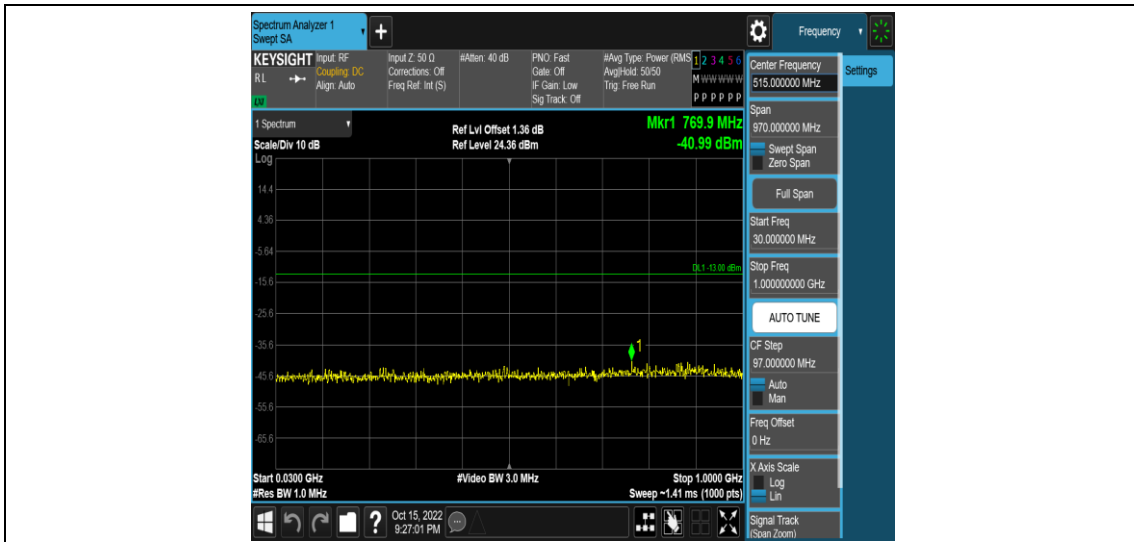 Spectrum Analyzer 1
Swept SA
+
Frequency
KEYSIGHT
RL
LXI
Input: RF
Coupling: DC
Align: Auto
Input Z: 50 Ω
Corrections: Off
Freq Ref: Int (S)
#Atten: 40 dB
PNO: Fast
Gate: Off
IF Gain: Low
Sig Track: Off
#Avg Type: Power (RMS
Avg|Hold: 50/50
Trig: Free Run
1 2 3 4 5 6
M W W W W W
P P P P P P
1 Spectrum
Scale/Div 10 dB
Ref Lvl Offset 1.36 dB
Ref Level 24.36 dBm
Mkr1 769.9 MHz
-40.99 dBm
Log
14.4
4.36
-5.64
DL1 -13.00 dBm
-15.6
-25.6
-35.6
1
-45.6
-55.6
-65.6
Start 0.0300 GHz
#Video BW 3.0 MHz
Stop 1.0000 GHz
#Res BW 1.0 MHz
Sweep ~1.41 ms (1000 pts)
Center Frequency
515.000000 MHz
Settings
Span
970.000000 MHz
Swept Span
Zero Span
Full Span
Start Freq
30.000000 MHz
Stop Freq
1.000000000 GHz
AUTO TUNE
CF Step
97.000000 MHz
Auto
Man
Freq Offset
0 Hz
X Axis Scale
Log
Lin
Signal Track
(Span Zoom)
?
Oct 15, 2022
9:27:01 PM